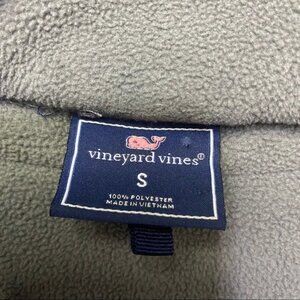 vineyard vines®
S
100% POLYESTER
MADE IN VIETNAM